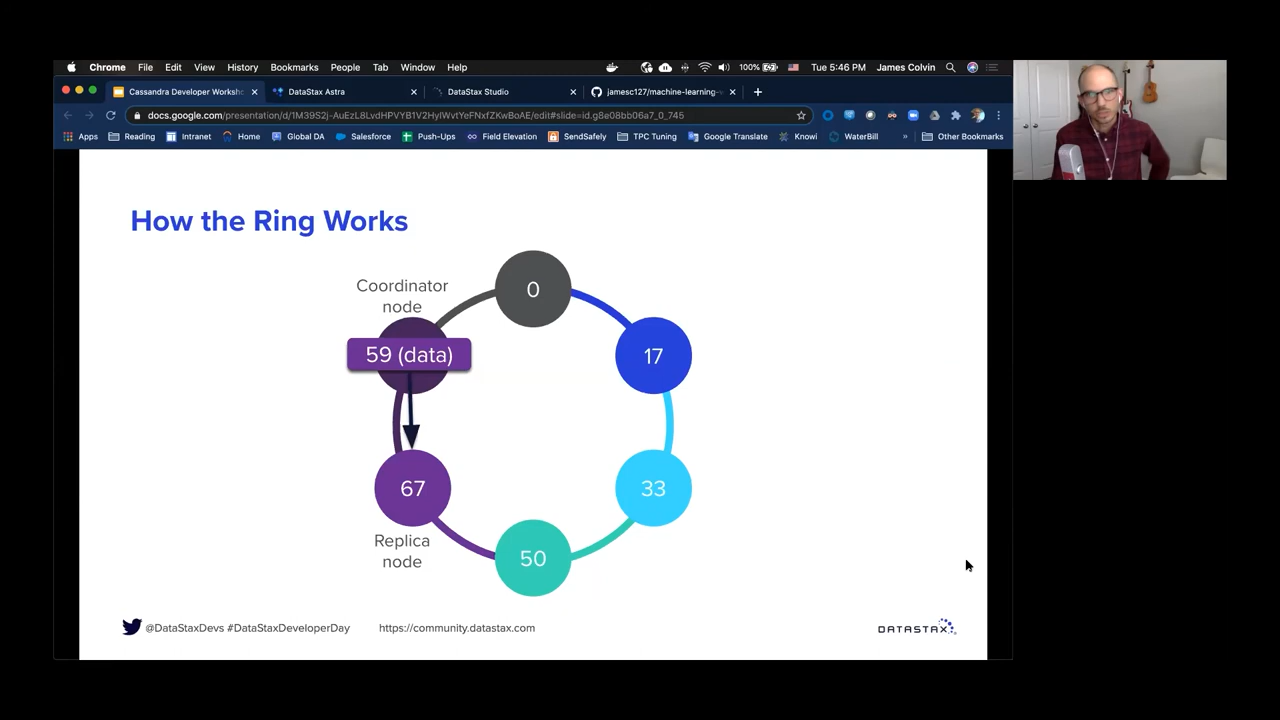 Chrome File Edit View History Bookmarks People Tab Window Help 100% Tue 5:46 PM James Colvin
Cassandra Developer Worksho DataStax Astra DataStax Studio jamesc127/machine-learning-
docs.google.com/presentation/d/1M39S2j-AuEzL8LvdHPVYB1V2HyIWvtYeFNxfZKwBoAE/edit#slide=id.g8e08bb06a7_0_745
Apps Reading Intranet Home Global DA Salesforce Push-Ups Field Elevation SendSafely TPC Tuning Google Translate Knowi WaterBill » Other Bookmarks
How the Ring Works
Coordinator
node
0
59 (data)
17
67
33
Replica
node
50
@DataStaxDevs #DataStaxDeveloperDay https://community.datastax.com DATASTAX